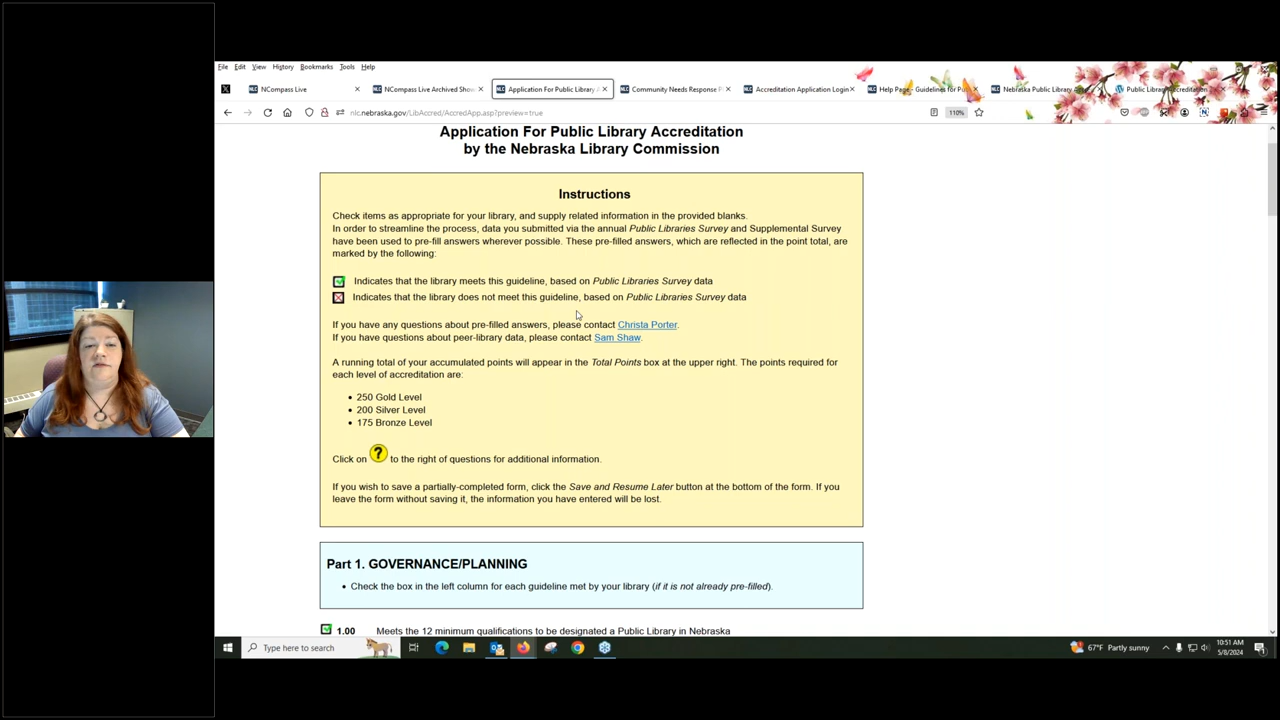 File Edit View History Bookmarks Tools Help
NCompass Live
NCompass Live Archived Show
Application For Public Library A
Community Needs Response P
Accreditation Application Login
Help Page - Guidelines for Pu
Nebraska Public Library
Public Library Accreditation
nlc.nebraska.gov/LibAccred/AccredApp.asp?preview=true
110%
Application For Public Library Accreditation
by the Nebraska Library Commission
Instructions
Check items as appropriate for your library, and supply related information in the provided blanks.
In order to streamline the process, data you submitted via the annual Public Libraries Survey and Supplemental Survey
have been used to pre-fill answers wherever possible. These pre-filled answers, which are reflected in the point total, are
marked by the following:
Indicates that the library meets this guideline, based on Public Libraries Survey data
Indicates that the library does not meet this guideline, based on Public Libraries Survey data
If you have any questions about pre-filled answers, please contact Christa Porter.
If you have questions about peer-library data, please contact Sam Shaw.
A running total of your accumulated points will appear in the Total Points box at the upper right. The points required for
each level of accreditation are:
• 250 Gold Level
• 200 Silver Level
• 175 Bronze Level
Click on ? to the right of questions for additional information.
If you wish to save a partially-completed form, click the Save and Resume Later button at the bottom of the form. If you
leave the form without saving it, the information you have entered will be lost.
Part 1. GOVERNANCE/PLANNING
• Check the box in the left column for each guideline met by your library (if it is not already pre-filled).
1.00 Meets the 12 minimum qualifications to be designated a Public Library in Nebraska
Type here to search
67°F Partly sunny
10:51 AM
5/8/2024